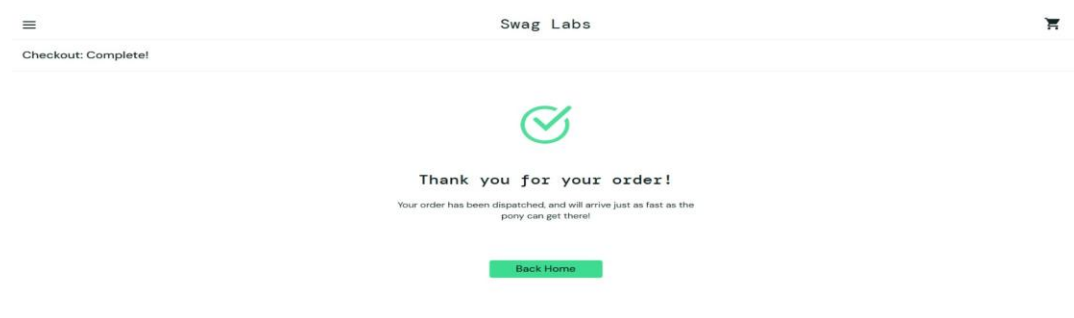 Swag Labs
Checkout: Complete!
Thank you for your order!
Your order has been dispatched, and will arrive just as fast as the
pony can get there!
Back Home